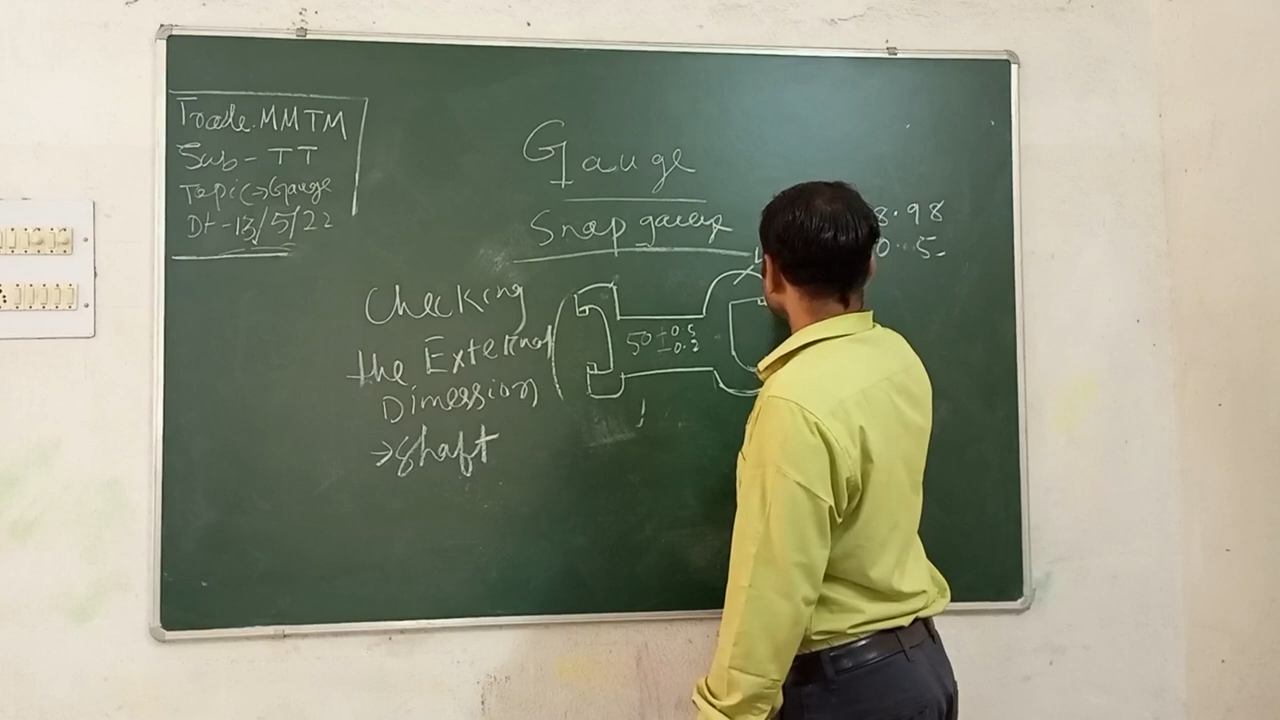 Trade. MMTM
Sub - TT
Topic → Gauge
Dt - 13/5/22
Gauge
Snap gauge
8.98
0.5
Checking
the External
Dimession
→ shaft
50 +0.5
-0.2